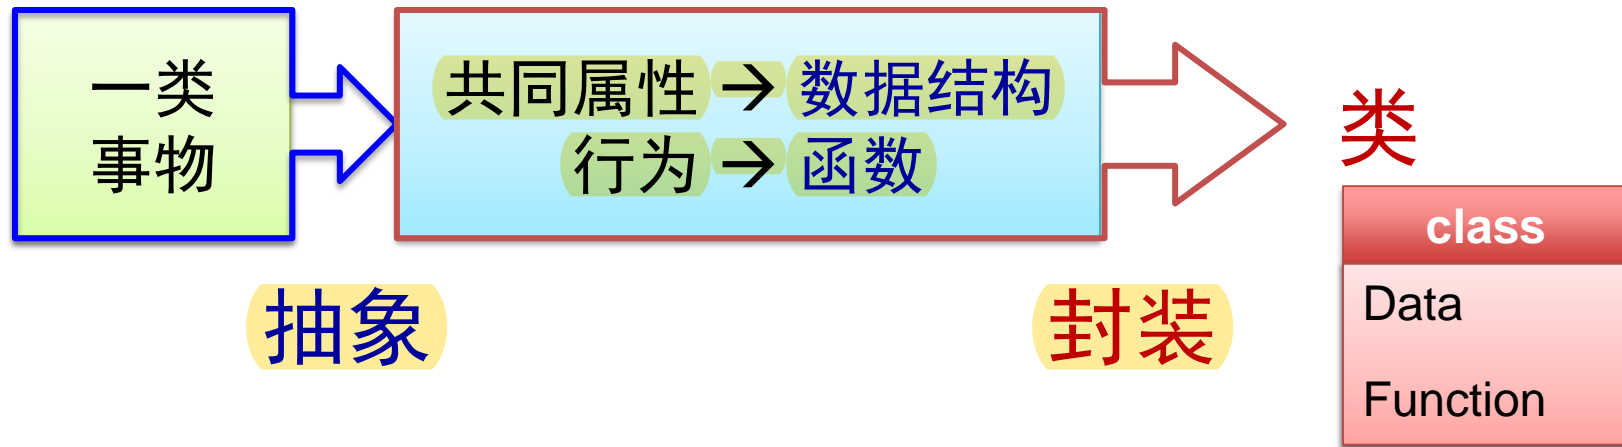 一类
事物
共同属性 → 数据结构
行为 → 函数
抽象
封装
类
class
Data
Function